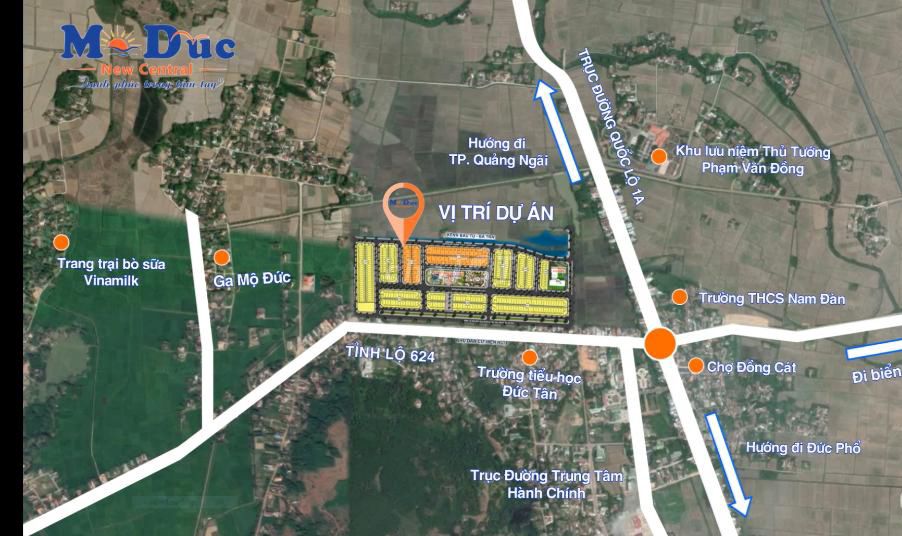 Mộ Đuc
New Central
"Hạnh phúc trong tầm tay"
TRỤC ĐƯỜNG QUỐC LỘ 1A
Hướng đi
TP. Quảng Ngãi
Khu lưu niệm Thủ Tướng
Phạm Văn Đồng
Mộ Đuc
VỊ TRÍ DỰ ÁN
Trang trại bò sữa
Vinamilk
Ga Mộ Đức
Trường THCS Nam Đàn
TỈNH LỘ 624
Trường tiểu học
Đức Tân
Chợ Đồng Cát
Đi biển
Hướng đi Đức Phổ
Trục Đường Trung Tâm
Hành Chính